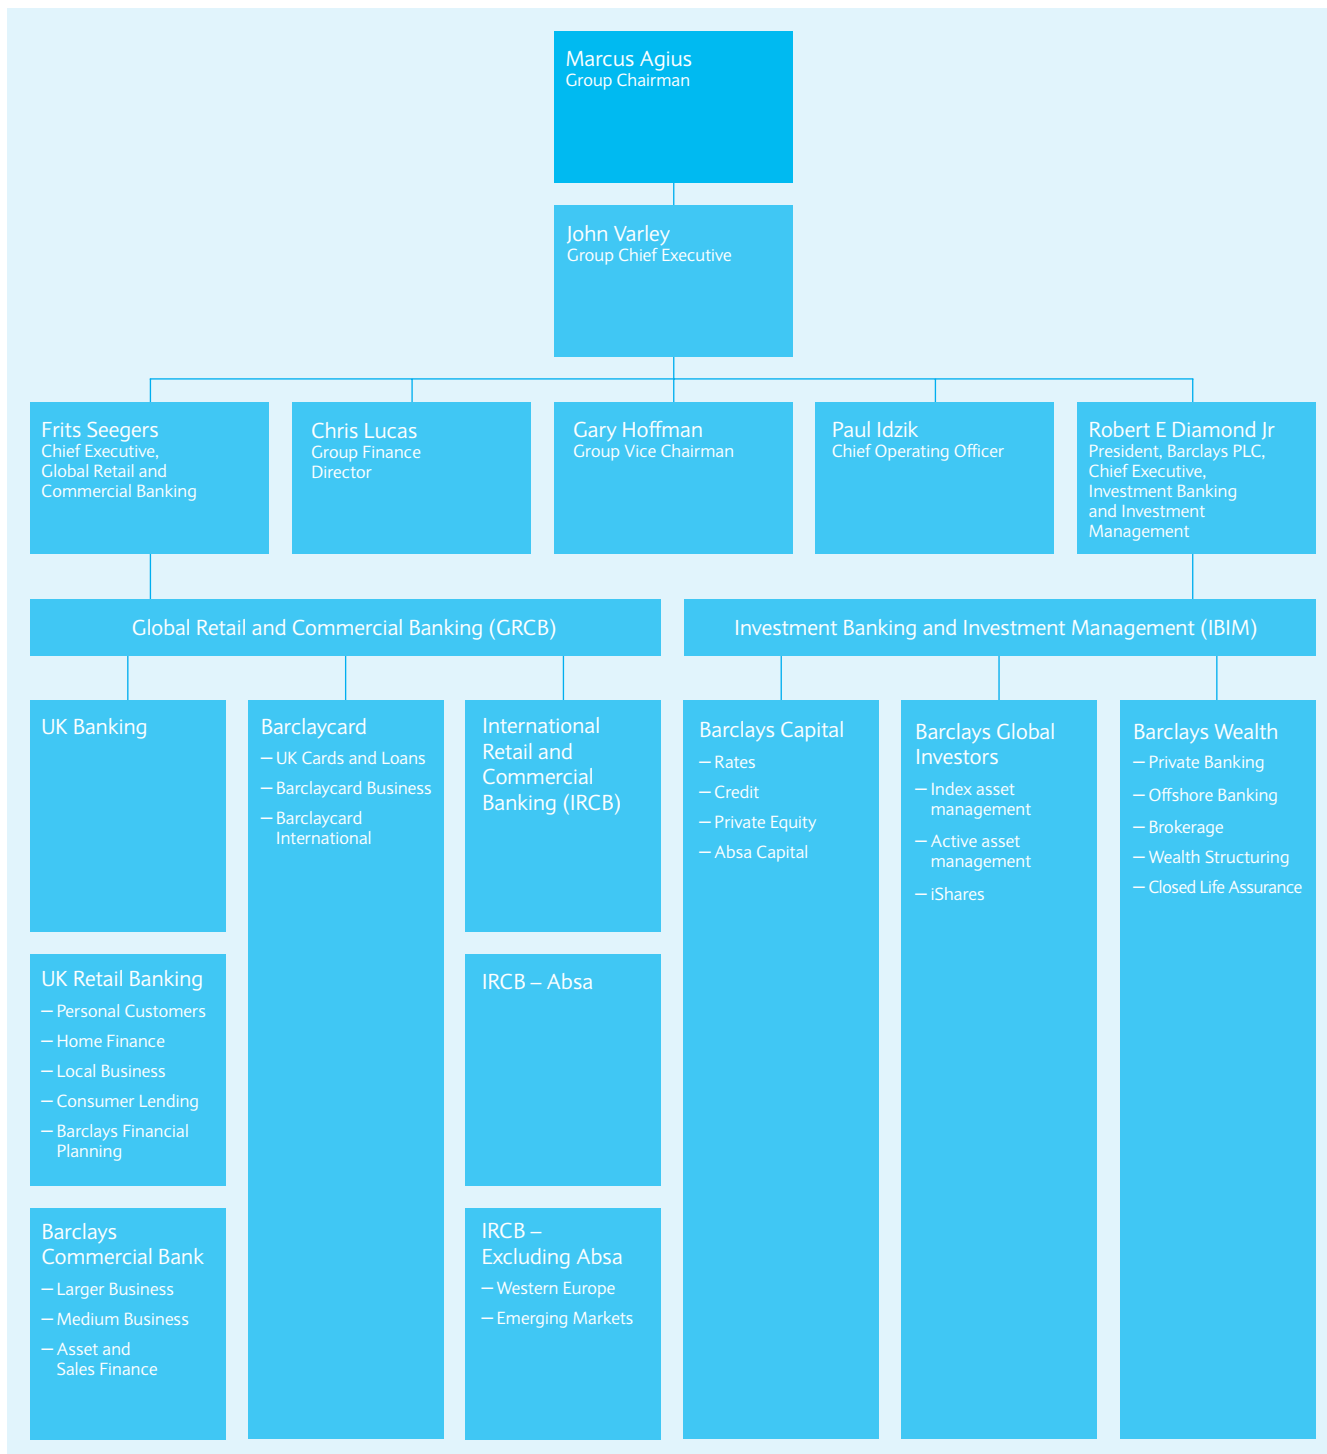 Marcus Agius
Group Chairman
John Varley
Group Chief Executive
Frits Seegers
Chief Executive,
Global Retail and
Commercial Banking
Chris Lucas
Group Finance
Director
Gary Hoffman
Group Vice Chairman
Paul Idzik
Chief Operating Officer
Robert E Diamond Jr
President, Barclays PLC,
Chief Executive,
Investment Banking
and Investment
Management
Global Retail and Commercial Banking (GRCB)
Investment Banking and Investment Management (IBIM)
UK Banking
UK Retail Banking
– Personal Customers
– Home Finance
– Local Business
– Consumer Lending
– Barclays Financial
Planning
Barclays
Commercial Bank
– Larger Business
– Medium Business
– Asset and
Sales Finance
Barclaycard
– UK Cards and Loans
– Barclaycard Business
– Barclaycard
International
International
Retail and
Commercial
Banking (IRCB)
IRCB – Absa
IRCB –
Excluding Absa
– Western Europe
– Emerging Markets
Barclays Capital
– Rates
– Credit
– Private Equity
– Absa Capital
Barclays Global
Investors
– Index asset
management
– Active asset
management
– iShares
Barclays Wealth
– Private Banking
– Offshore Banking
– Brokerage
– Wealth Structuring
– Closed Life Assurance